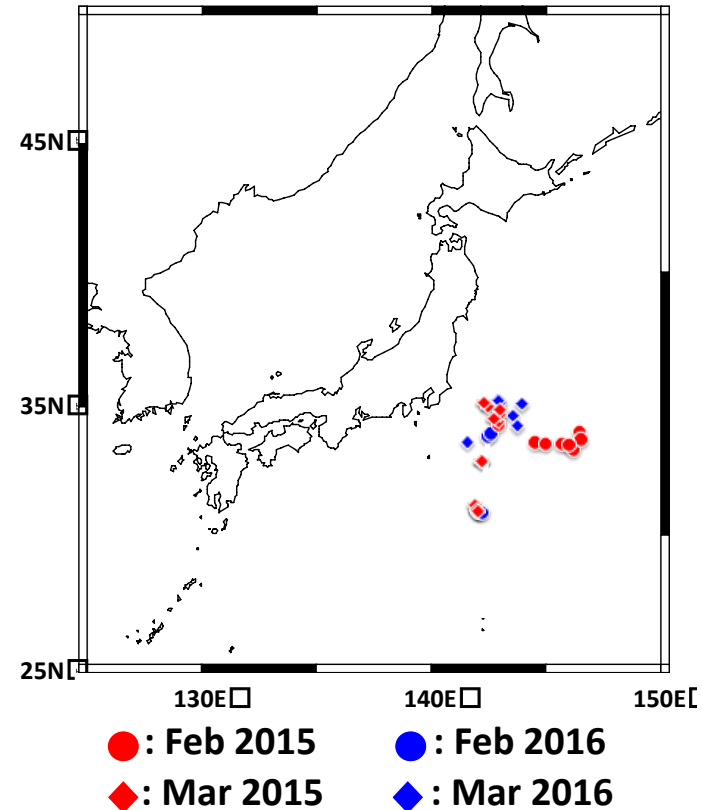 45N□
35N□
25N□
130E□ 140E□ 150E□
: Feb 2015 : Feb 2016
: Mar 2015 : Mar 2016